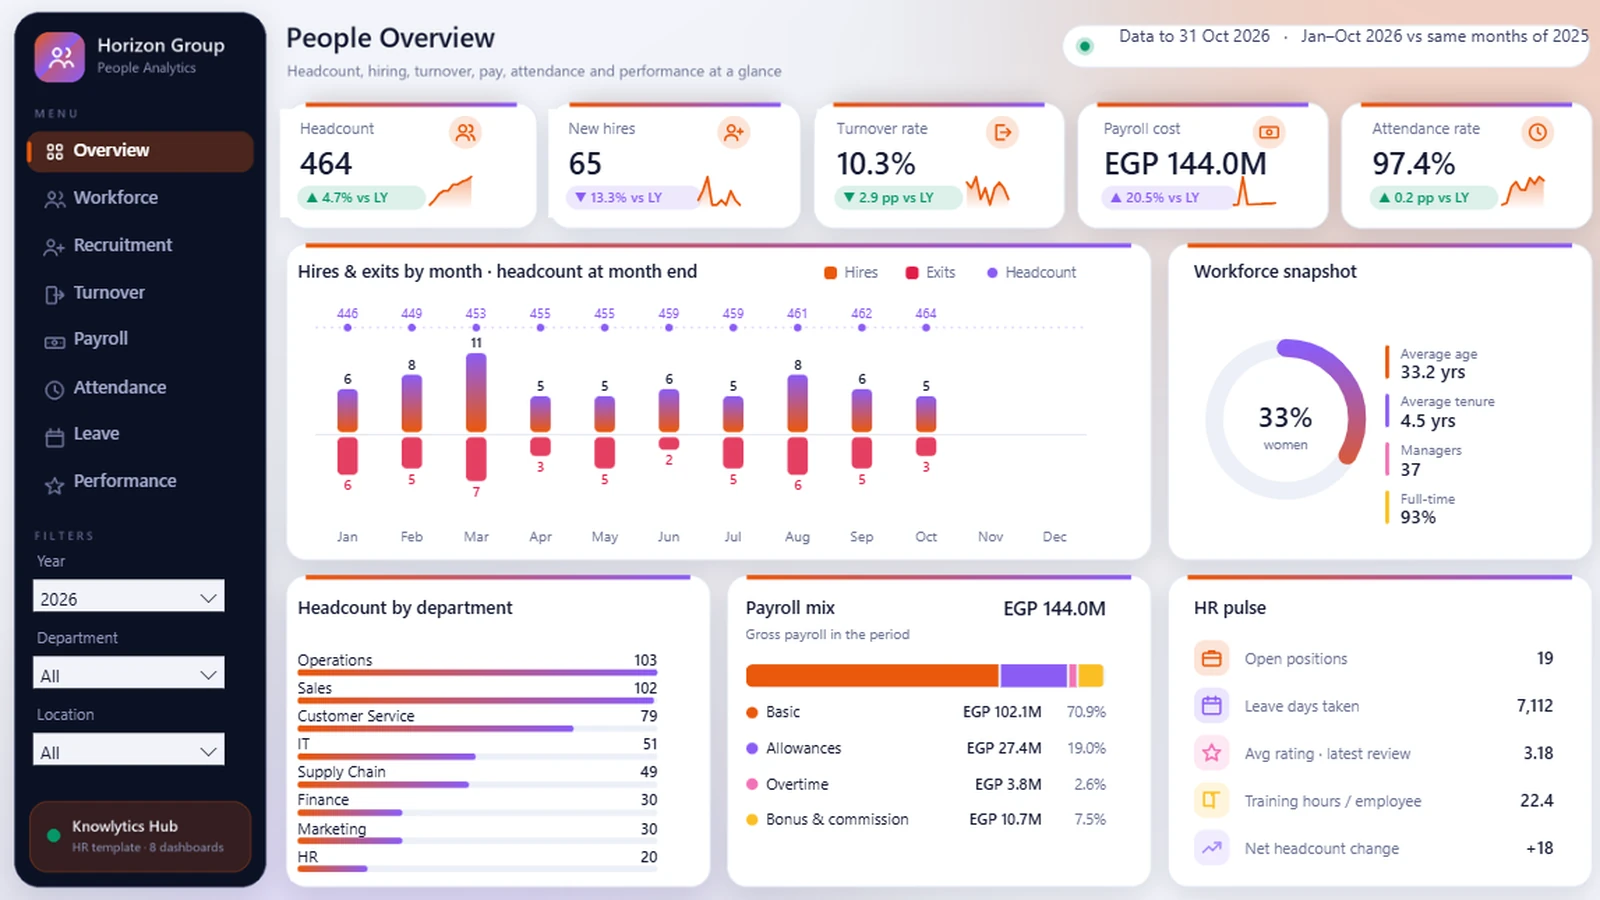 Horizon Group
People Analytics
MENU
Overview
Workforce
Recruitment
Turnover
Payroll
Attendance
Leave
Performance
FILTERS
Year
2026
Department
All
Location
All
Knowlytics Hub
HR template · 8 dashboards
People Overview
Headcount, hiring, turnover, pay, attendance and performance at a glance
Data to 31 Oct 2026 · Jan–Oct 2026 vs same months of 2025
Headcount
464
▲ 4.7% vs LY
New hires
65
▼ 13.3% vs LY
Turnover rate
10.3%
▼ 2.9 pp vs LY
Payroll cost
EGP 144.0M
▲ 20.5% vs LY
Attendance rate
97.4%
▲ 0.2 pp vs LY
Hires & exits by month · headcount at month end
Hires Exits Headcount
446 449 453 455 455 459 459 461 462 464
6 8 11 5 5 6 5 8 6 5
6 5 7 3 5 2 5 6 5 3
Jan Feb Mar Apr May Jun Jul Aug Sep Oct Nov Dec
Workforce snapshot
33%
women
Average age
33.2 yrs
Average tenure
4.5 yrs
Managers
37
Full-time
93%
Headcount by department
Operations 103
Sales 102
Customer Service 79
IT 51
Supply Chain 49
Finance 30
Marketing 30
HR 20
Payroll mix EGP 144.0M
Gross payroll in the period
Basic EGP 102.1M 70.9%
Allowances EGP 27.4M 19.0%
Overtime EGP 3.8M 2.6%
Bonus & commission EGP 10.7M 7.5%
HR pulse
Open positions 19
Leave days taken 7,112
Avg rating · latest review 3.18
Training hours / employee 22.4
Net headcount change +18